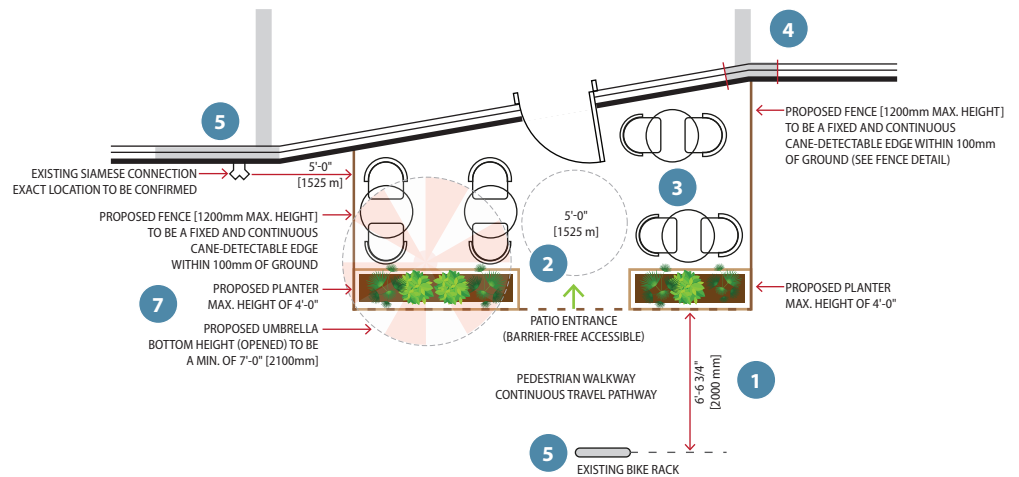 4
5
PROPOSED FENCE [1200mm MAX. HEIGHT]
TO BE A FIXED AND CONTINUOUS
CANE-DETECTABLE EDGE WITHIN 100mm
OF GROUND (SEE FENCE DETAIL)
EXISTING SIAMESE CONNECTION
EXACT LOCATION TO BE CONFIRMED
5'-0"
[1525 m]
3
PROPOSED FENCE [1200mm MAX. HEIGHT]
TO BE A FIXED AND CONTINUOUS
CANE-DETECTABLE EDGE
WITHIN 100mm OF GROUND
5'-0"
[1525 m]
2
7
PROPOSED PLANTER
MAX. HEIGHT OF 4'-0"
PROPOSED PLANTER
MAX. HEIGHT OF 4'-0"
PROPOSED UMBRELLA
BOTTOM HEIGHT (OPENED) TO BE
A MIN. OF 7'-0" [2100mm]
PATIO ENTRANCE
(BARRIER-FREE ACCESSIBLE)
PEDESTRIAN WALKWAY
CONTINUOUS TRAVEL PATHWAY
6'-6 3/4"
[2000 mm]
1
5
EXISTING BIKE RACK